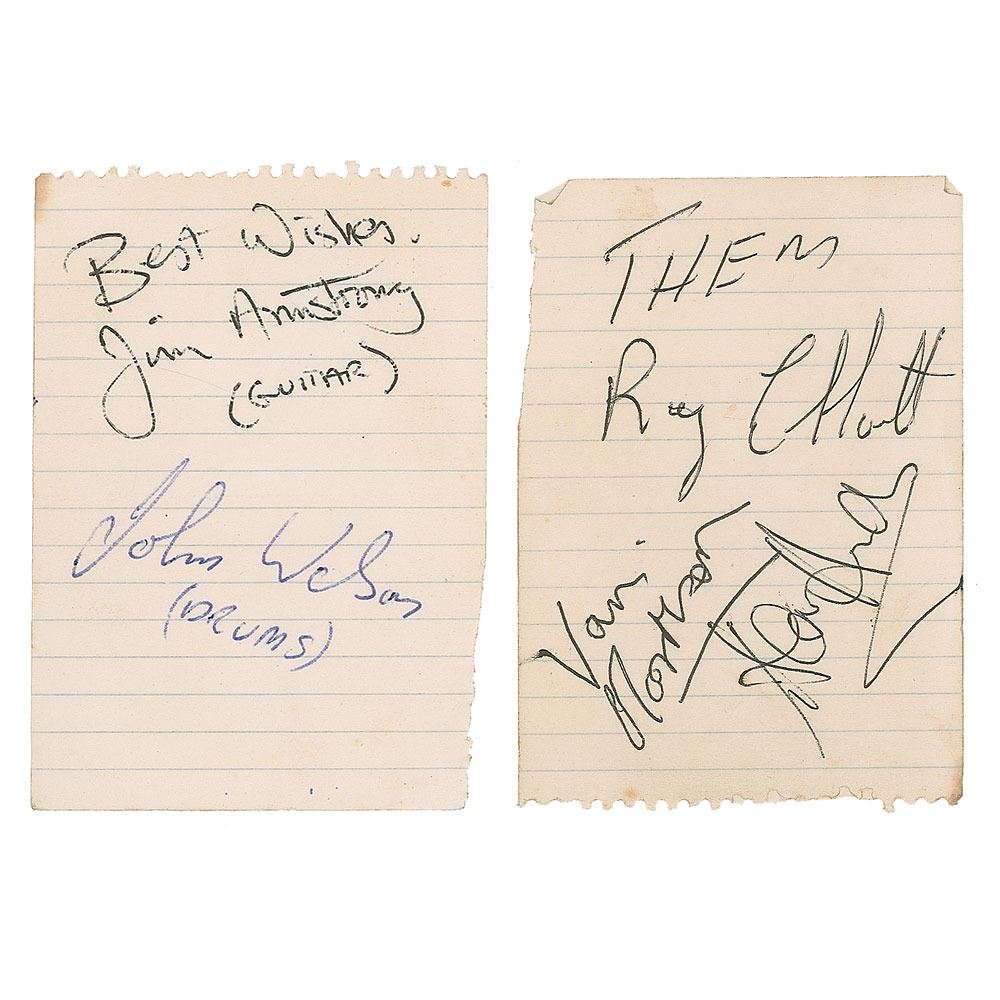 Best Wishes.
Jim Armstrong
(GUITAR)
John Wilson
(DRUMS)
THEM
Ray Elliott
Van
Morrison